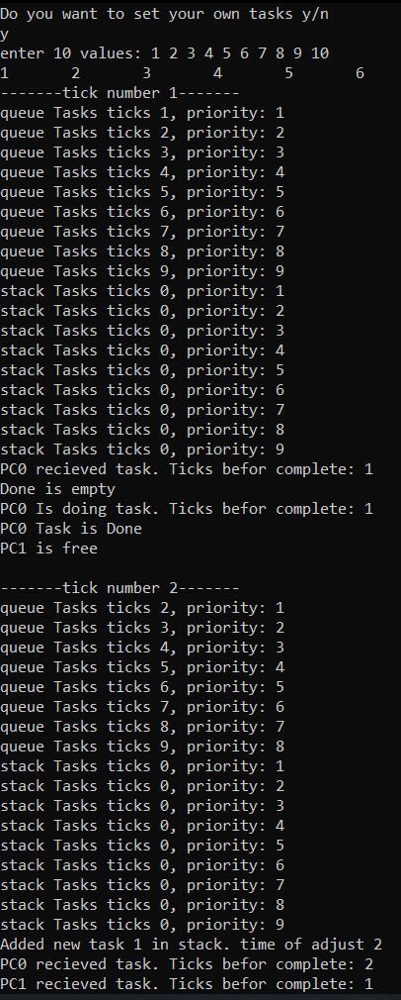 Do you want to set your own tasks y/n
y
enter 10 values: 1 2 3 4 5 6 7 8 9 10
1       2       3       4       5       6
-------tick number 1-------
queue Tasks ticks 1, priority: 1
queue Tasks ticks 2, priority: 2
queue Tasks ticks 3, priority: 3
queue Tasks ticks 4, priority: 4
queue Tasks ticks 5, priority: 5
queue Tasks ticks 6, priority: 6
queue Tasks ticks 7, priority: 7
queue Tasks ticks 8, priority: 8
queue Tasks ticks 9, priority: 9
stack Tasks ticks 0, priority: 1
stack Tasks ticks 0, priority: 2
stack Tasks ticks 0, priority: 3
stack Tasks ticks 0, priority: 4
stack Tasks ticks 0, priority: 5
stack Tasks ticks 0, priority: 6
stack Tasks ticks 0, priority: 7
stack Tasks ticks 0, priority: 8
stack Tasks ticks 0, priority: 9
PC0 recieved task. Ticks befor complete: 1
Done is empty
PC0 Is doing task. Ticks befor complete: 1
PC0 Task is Done
PC1 is free
-------tick number 2-------
queue Tasks ticks 2, priority: 1
queue Tasks ticks 3, priority: 2
queue Tasks ticks 4, priority: 3
queue Tasks ticks 5, priority: 4
queue Tasks ticks 6, priority: 5
queue Tasks ticks 7, priority: 6
queue Tasks ticks 8, priority: 7
queue Tasks ticks 9, priority: 8
stack Tasks ticks 0, priority: 1
stack Tasks ticks 0, priority: 2
stack Tasks ticks 0, priority: 3
stack Tasks ticks 0, priority: 4
stack Tasks ticks 0, priority: 5
stack Tasks ticks 0, priority: 6
stack Tasks ticks 0, priority: 7
stack Tasks ticks 0, priority: 8
stack Tasks ticks 0, priority: 9
Added new task 1 in stack. time of adjust 2
PC0 recieved task. Ticks befor complete: 2
PC1 recieved task. Ticks befor complete: 1